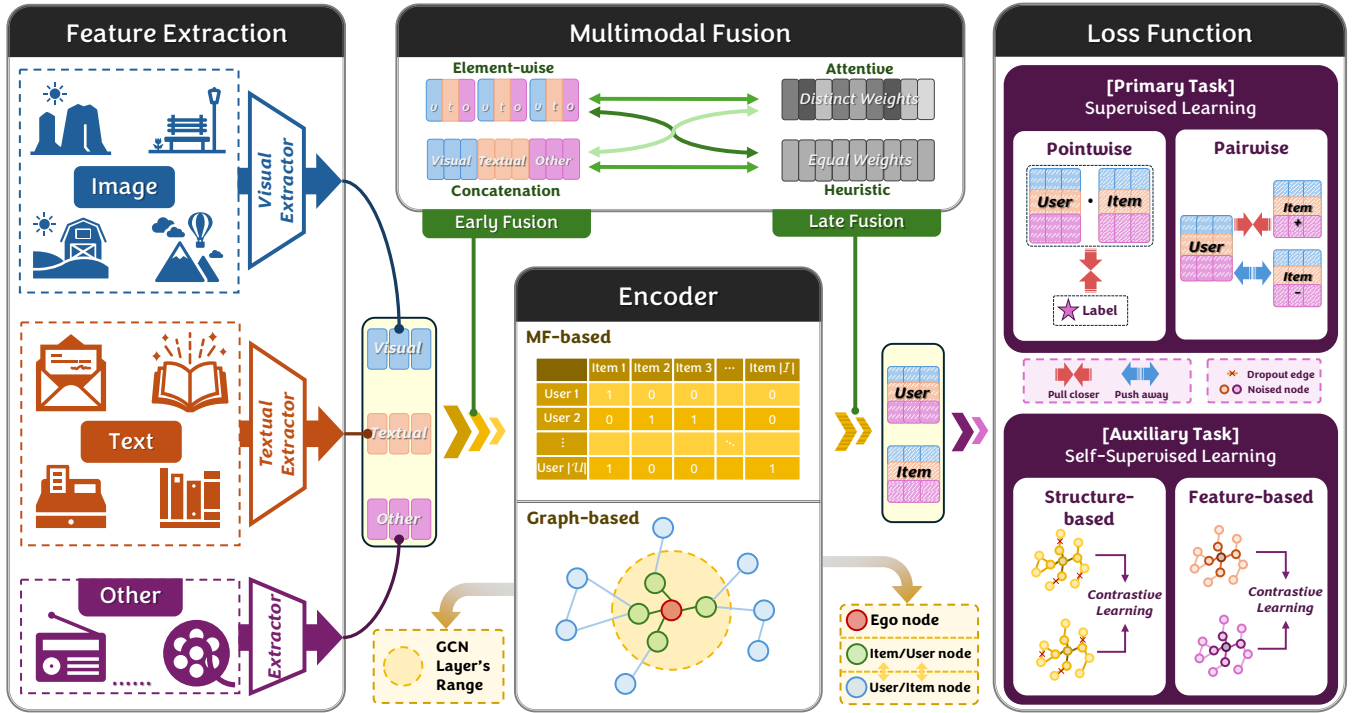 Feature Extraction
Image
Visual
Extractor
Text
Textual
Extractor
Other
......
Extractor
Visual
Textual
Other
Multimodal Fusion
Element-wise
v t o v t o v t o
Visual Textual Other
Concatenation
Attentive
Distinct Weights
Equal Weights
Heuristic
Early Fusion
Late Fusion
Encoder
MF-based
Item 1 Item 2 Item 3 ... Item |I|
User 1 1 0 0 0
User 2 0 1 1 0
⋮ ⋱
User |U| 1 0 0 1
Graph-based
GCN
Layer's
Range
Ego node
Item/User node
User/Item node
User
Item
Loss Function
[Primary Task]
Supervised Learning
Pointwise
User · Item
Label
Pairwise
User
Item
+
Item
-
Pull closer
Push away
Dropout edge
Noised node
[Auxiliary Task]
Self-Supervised Learning
Structure-
based
Contrastive
Learning
Feature-based
Contrastive
Learning